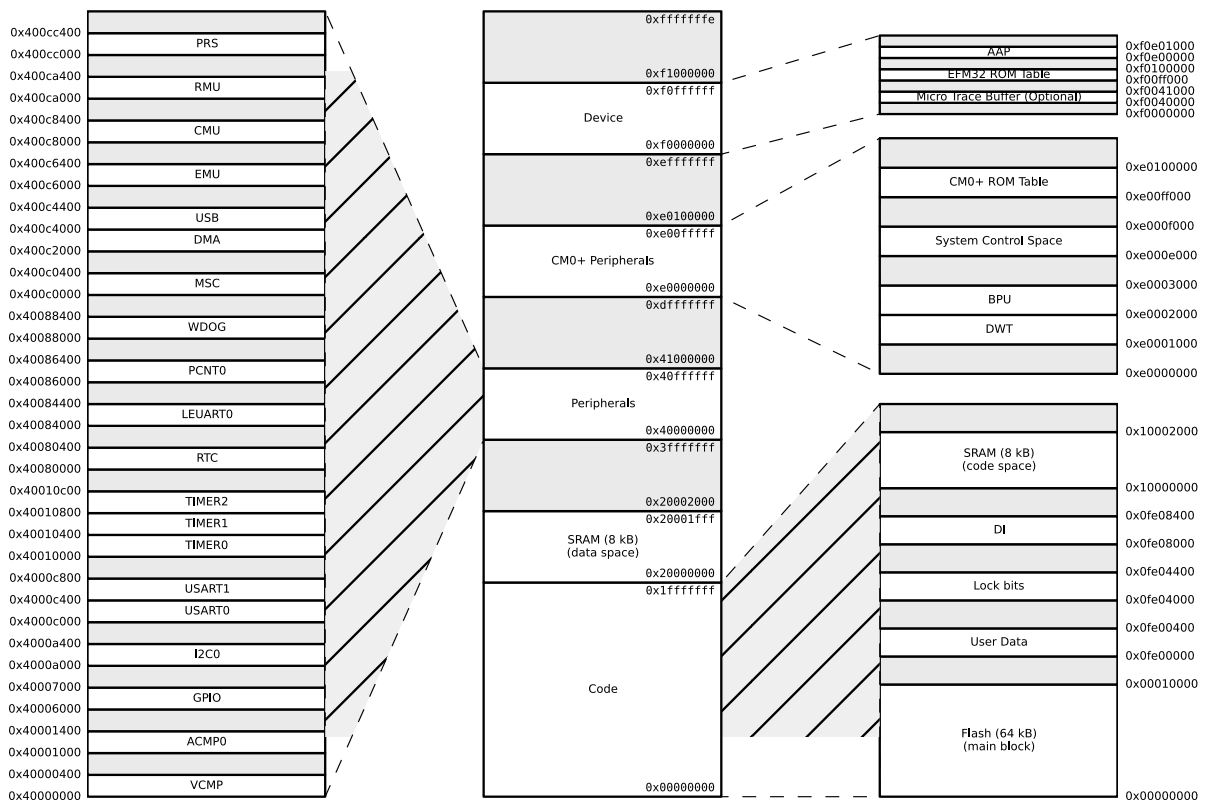 0x400cc400
PRS
0x400cc000
0x400ca400
RMU
0x400ca000
0x400c8400
CMU
0x400c8000
0x400c6400
EMU
0x400c6000
0x400c4400
USB
0x400c4000
DMA
0x400c2000
0x400c0400
MSC
0x400c0000
0x40088400
WDOG
0x40088000
0x40086400
PCNT0
0x40086000
0x40084400
LEUART0
0x40084000
0x40080400
RTC
0x40080000
0x40010c00
TIMER2
0x40010800
TIMER1
0x40010400
TIMER0
0x40010000
0x4000c800
USART1
0x4000c400
USART0
0x4000c000
0x4000a400
I2C0
0x4000a000
0x40007000
GPIO
0x40006000
0x40001400
ACMP0
0x40001000
0x40000400
VCMP
0x40000000
0xfffffffe
0xf1000000
0xf0ffffff
Device
0xf0000000
0xefffffff
0xe0100000
0xe00fffff
CM0+ Peripherals
0xe0000000
0xdfffffff
0x41000000
0x40ffffff
Peripherals
0x40000000
0x3fffffff
0x20002000
0x20001fff
SRAM (8 kB)
(data space)
0x20000000
0x1fffffff
Code
0x00000000
0xf0e01000
AAP
0xf0e00000
0xf0100000
EFM32 ROM Table
0xf00ff000
0xf0041000
Micro Trace Buffer (Optional)
0xf0040000
0xf0000000
0xe0100000
CM0+ ROM Table
0xe00ff000
0xe000f000
System Control Space
0xe000e000
0xe0003000
BPU
0xe0002000
DWT
0xe0001000
0xe0000000
0x10002000
SRAM (8 kB)
(code space)
0x10000000
0x0fe08400
DI
0x0fe08000
0x0fe04400
Lock bits
0x0fe04000
0x0fe00400
User Data
0x0fe00000
0x00010000
Flash (64 kB)
(main block)
0x00000000